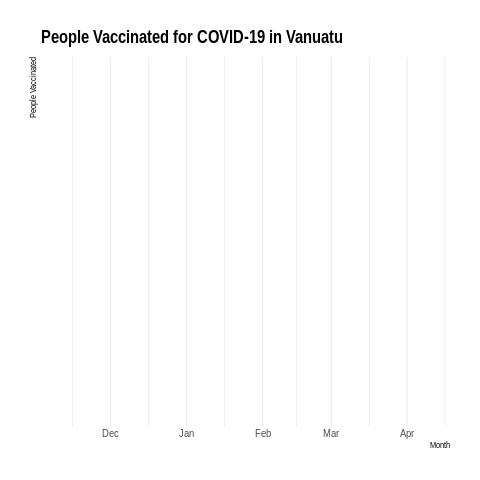 People Vaccinated for COVID-19 in Vanuatu
People Vaccinated
Dec Jan Feb Mar Apr
Month